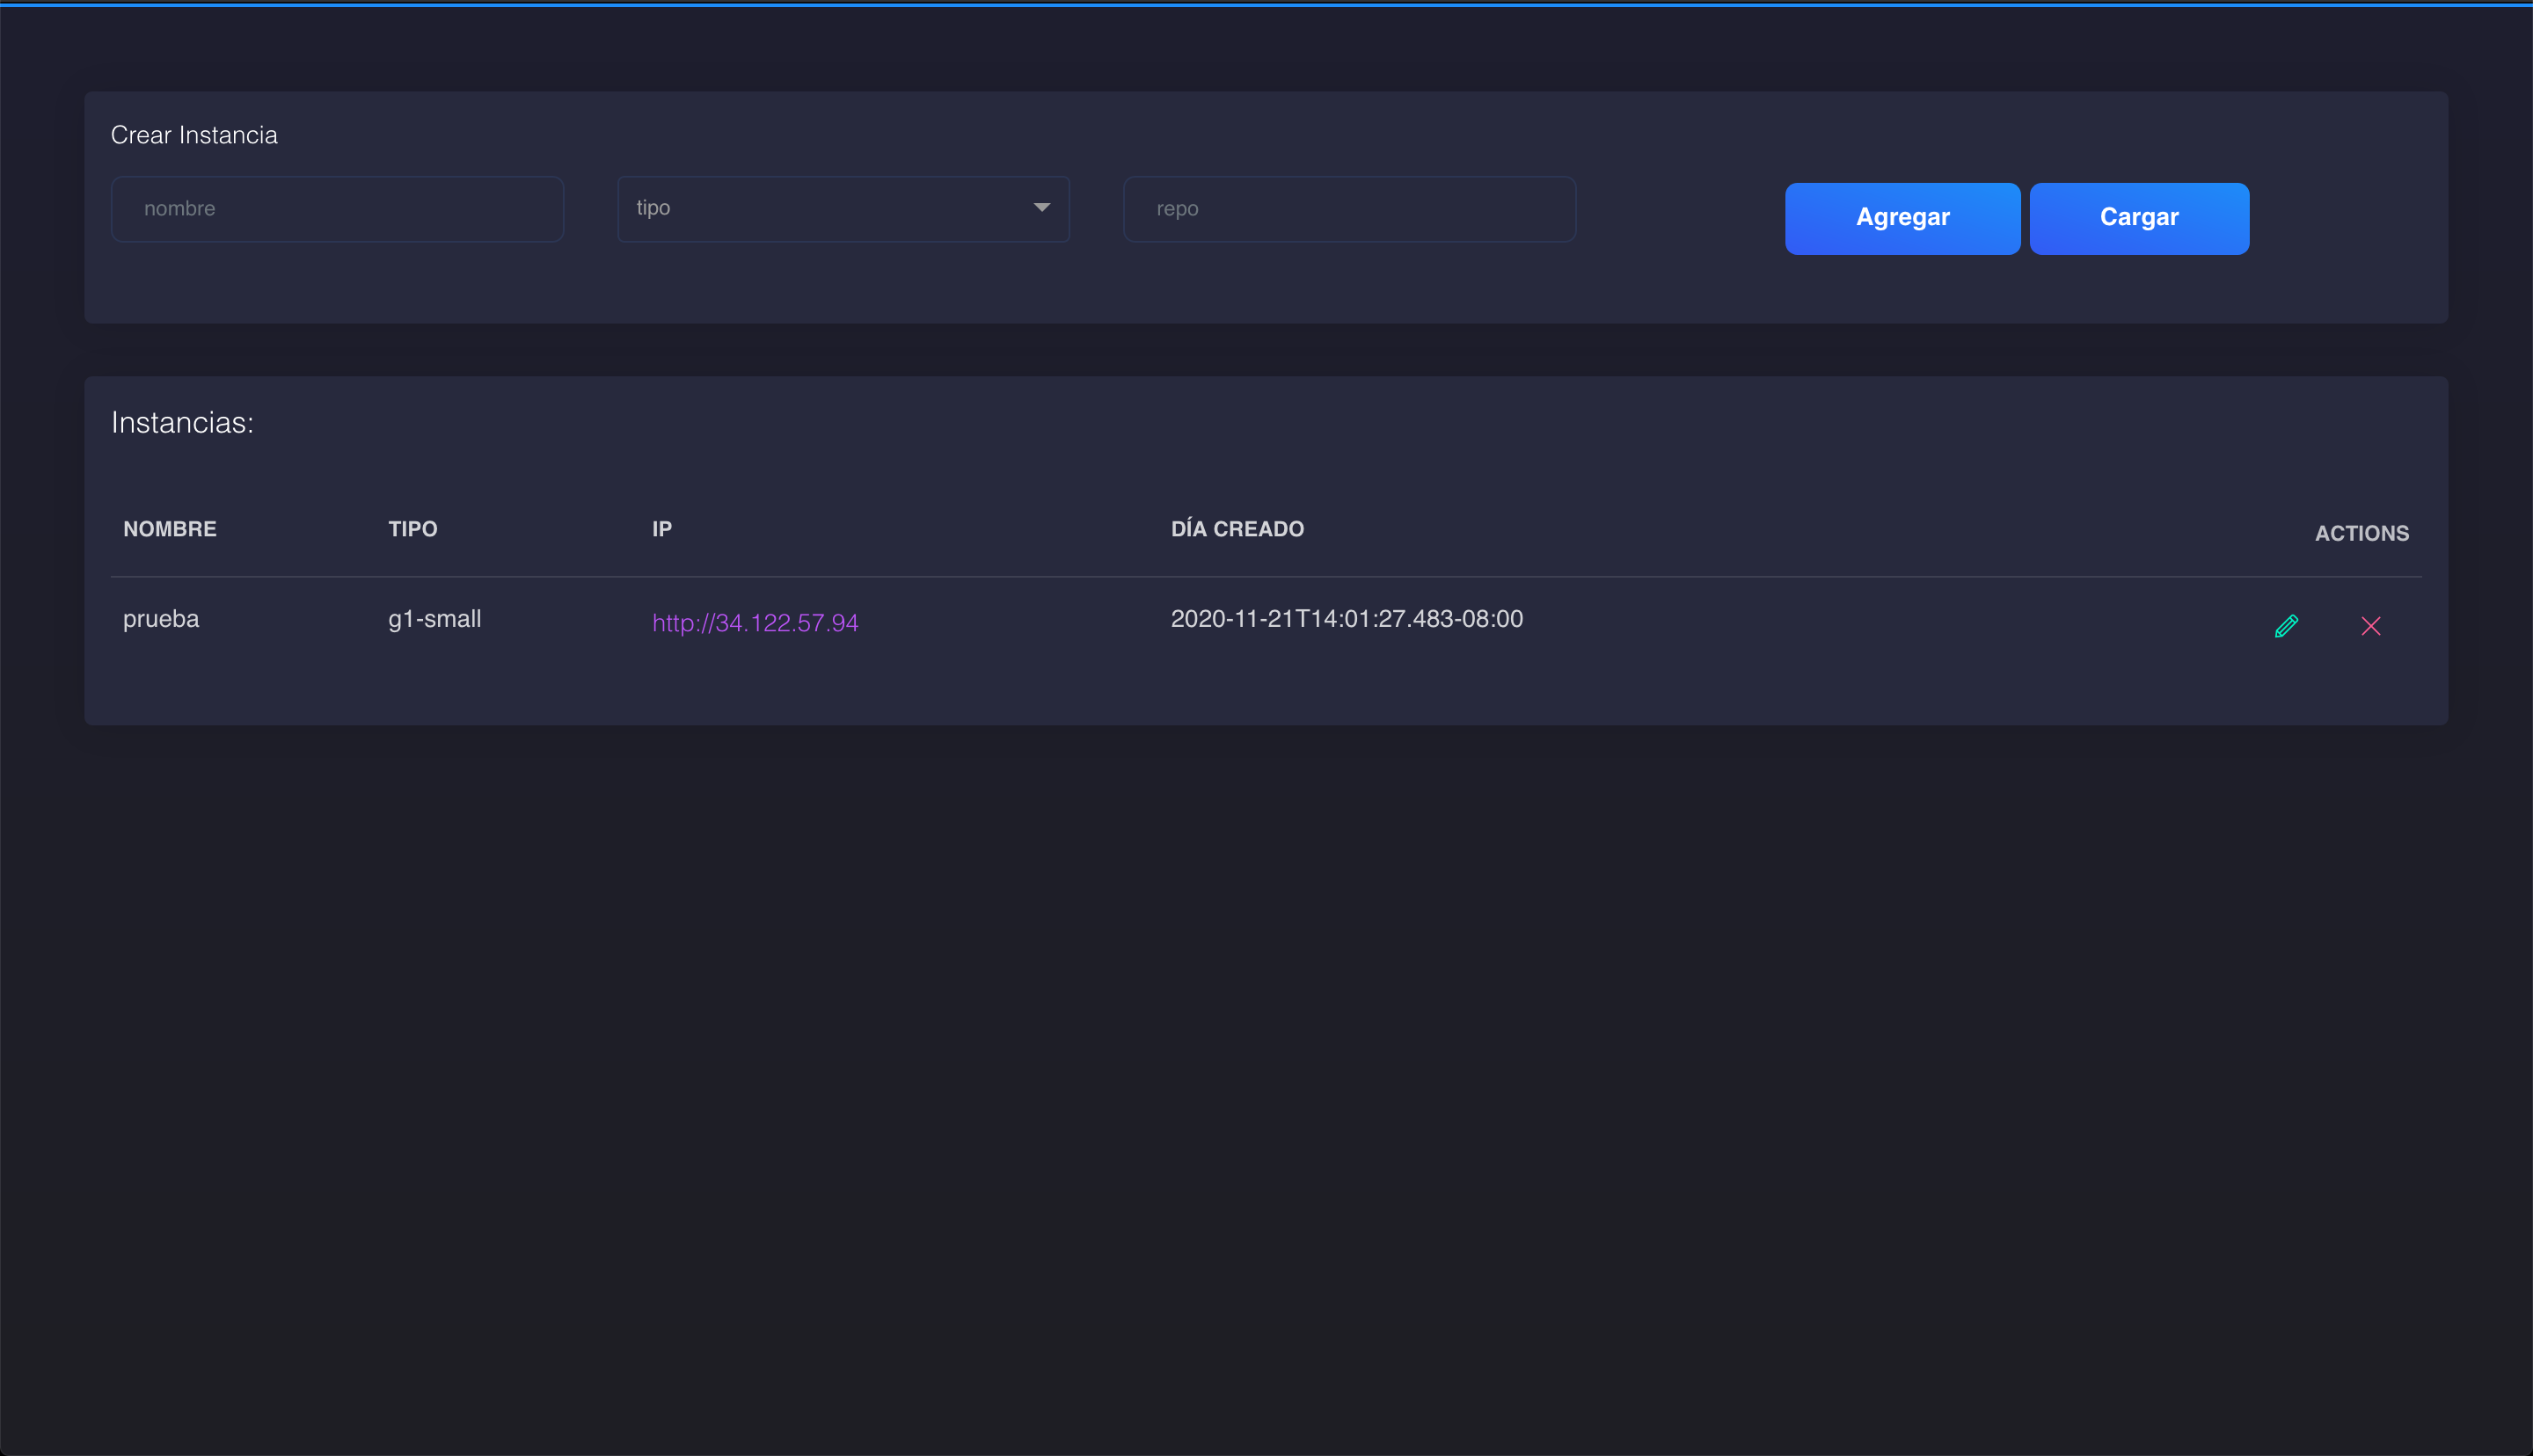 Crear Instancia
nombre tipo repo Agregar Cargar
Instancias:
NOMBRE TIPO IP DÍA CREADO ACTIONS
prueba g1-small http://34.122.57.94 2020-11-21T14:01:27.483-08:00